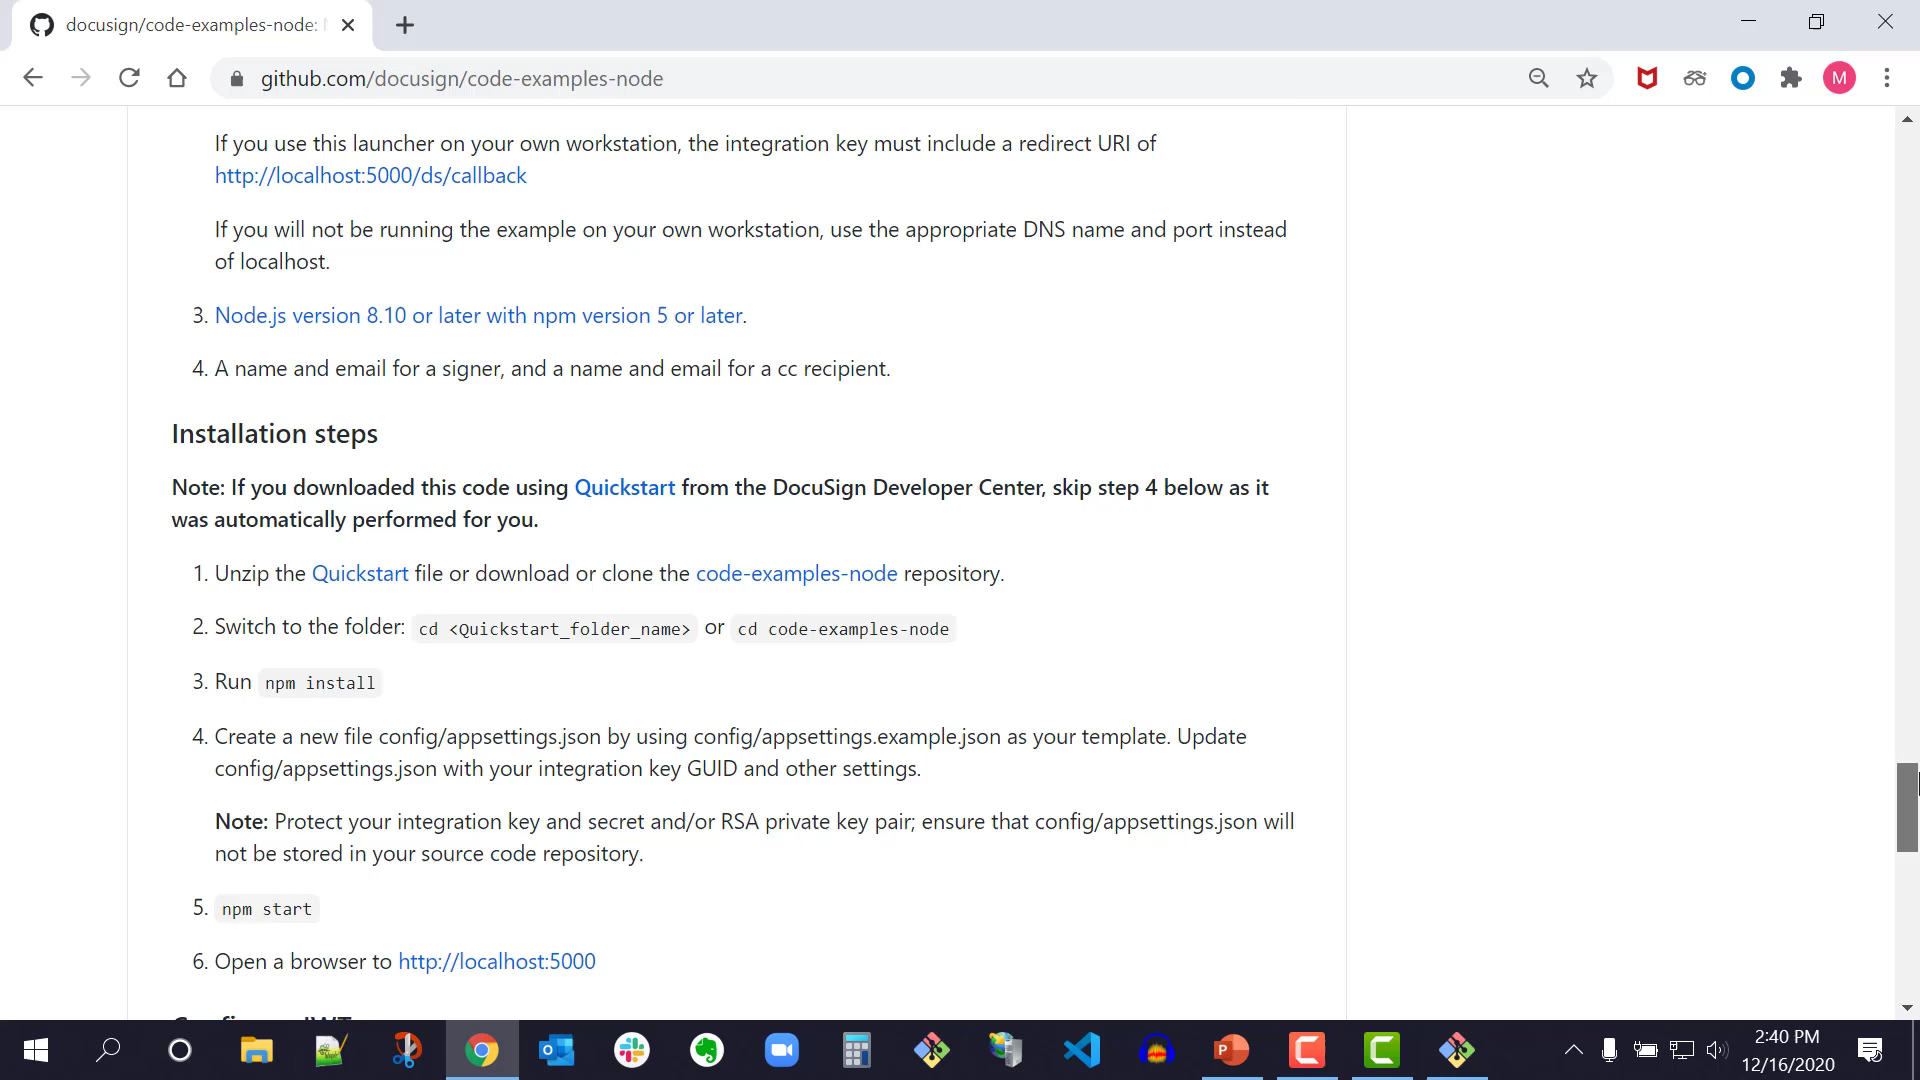 docusign/code-examples-node:
github.com/docusign/code-examples-node
M
If you use this launcher on your own workstation, the integration key must include a redirect URI of
http://localhost:5000/ds/callback
If you will not be running the example on your own workstation, use the appropriate DNS name and port instead
of localhost.
3. Node.js version 8.10 or later with npm version 5 or later.
4. A name and email for a signer, and a name and email for a cc recipient.
Installation steps
Note: If you downloaded this code using Quickstart from the DocuSign Developer Center, skip step 4 below as it
was automatically performed for you.
1. Unzip the Quickstart file or download or clone the code-examples-node repository.
2. Switch to the folder: cd <Quickstart_folder_name> or cd code-examples-node
3. Run npm install
4. Create a new file config/appsettings.json by using config/appsettings.example.json as your template. Update
config/appsettings.json with your integration key GUID and other settings.
Note: Protect your integration key and secret and/or RSA private key pair; ensure that config/appsettings.json will
not be stored in your source code repository.
5. npm start
6. Open a browser to http://localhost:5000
2:40 PM
12/16/2020